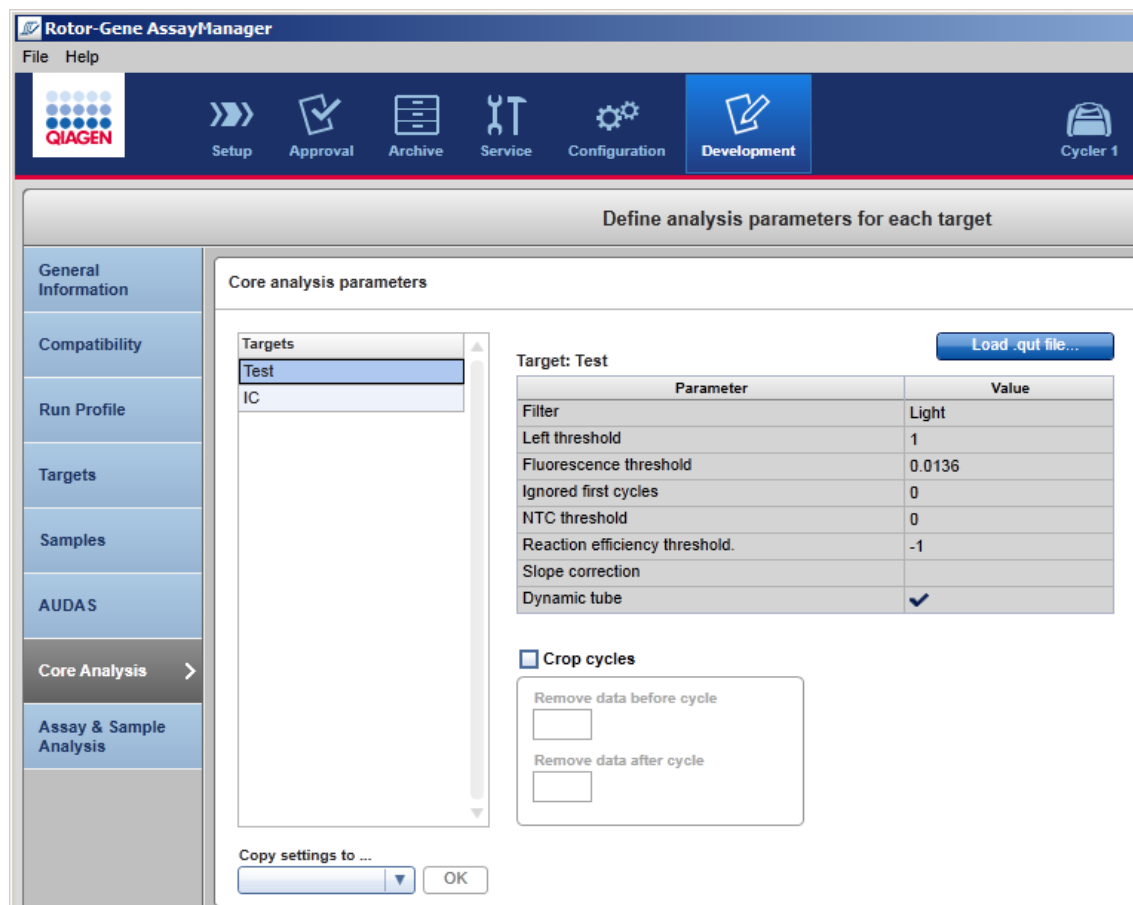 Rotor-Gene AssayManager
File Help
QIAGEN
Setup Approval Archive Service Configuration Development Cycler 1
Define analysis parameters for each target
General
Information
Compatibility
Run Profile
Targets
Samples
AUDAS
Core Analysis
Assay & Sample
Analysis
Core analysis parameters
Targets
Test
IC
Copy settings to ...
OK
Load .qut file...
Target: Test
Parameter Value
Filter Light
Left threshold 1
Fluorescence threshold 0.0136
Ignored first cycles 0
NTC threshold 0
Reaction efficiency threshold. -1
Slope correction
Dynamic tube
Crop cycles
Remove data before cycle
Remove data after cycle